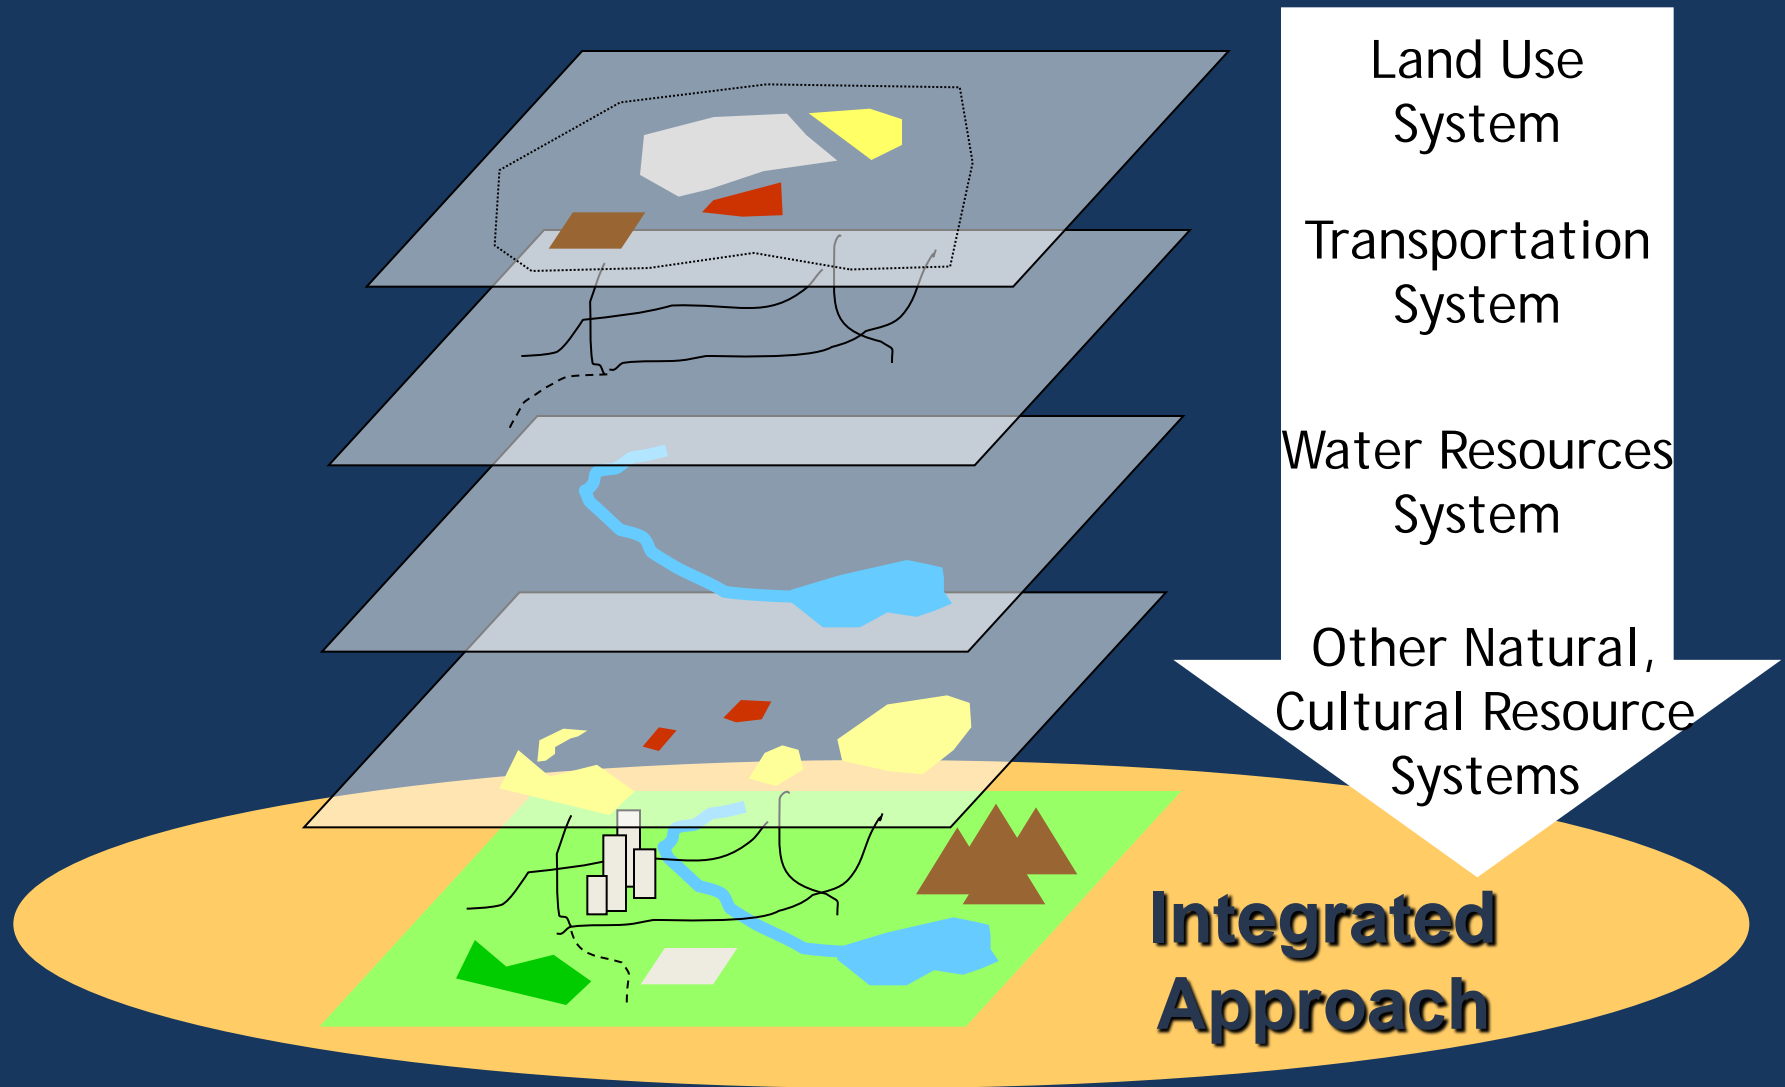 Land Use
System
Transportation
System
Water Resources
System
Other Natural,
Cultural Resource
Systems
Integrated
Approach